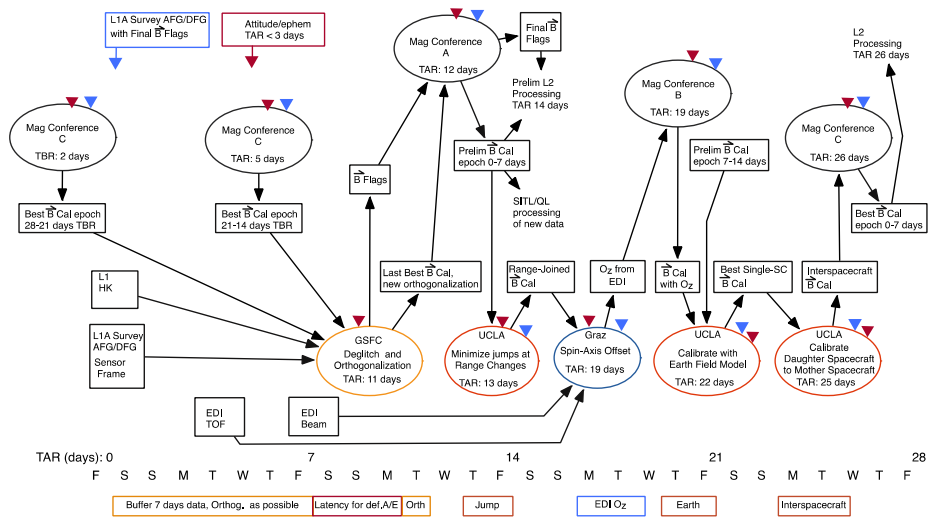 L1A Survey AFG/DFG
with Final B Flags
Attitude/ephem
TAR < 3 days
Mag Conference
A
TAR: 12 days
Final B
Flags
Prelim L2
Processing
TAR 14 days
L2
Processing
TAR 26 days
Mag Conference
C
TBR: 2 days
Mag Conference
C
TAR: 5 days
Mag Conference
B
TAR: 19 days
Mag Conference
C
TAR: 26 days
B Flags
Prelim B Cal
epoch 0-7 days
Prelim B Cal
epoch 7-14 days
SITL/QL
processing
of new data
Best B Cal epoch
28-21 days TBR
Best B Cal epoch
21-14 days TBR
Best B Cal
epoch 0-7 days
L1
HK
Last Best B Cal,
new orthogonalization
Range-Joined
B Cal
Oz from
EDI
B Cal
with Oz
Best Single-SC
B Cal
Interspacecraft
B Cal
L1A Survey
AFG/DFG
Sensor
Frame
GSFC
Deglitch and
Orthogonalization
TAR: 11 days
UCLA
Minimize jumps at
Range Changes
TAR: 13 days
Graz
Spin-Axis Offset
TAR: 19 days
UCLA
Calibrate with
Earth Field Model
TAR: 22 days
UCLA
Calibrate
Daughter Spacecraft
to Mother Spacecraft
TAR: 25 days
EDI
TOF
EDI
Beam
TAR (days): 0 7 14 21 28
F S S M T W T F S S M T W T F S S M T W T F S S M T W T F
Buffer 7 days data, Orthog. as possible
Latency for def,A/E
Orth
Jump
EDI Oz
Earth
Interspacecraft